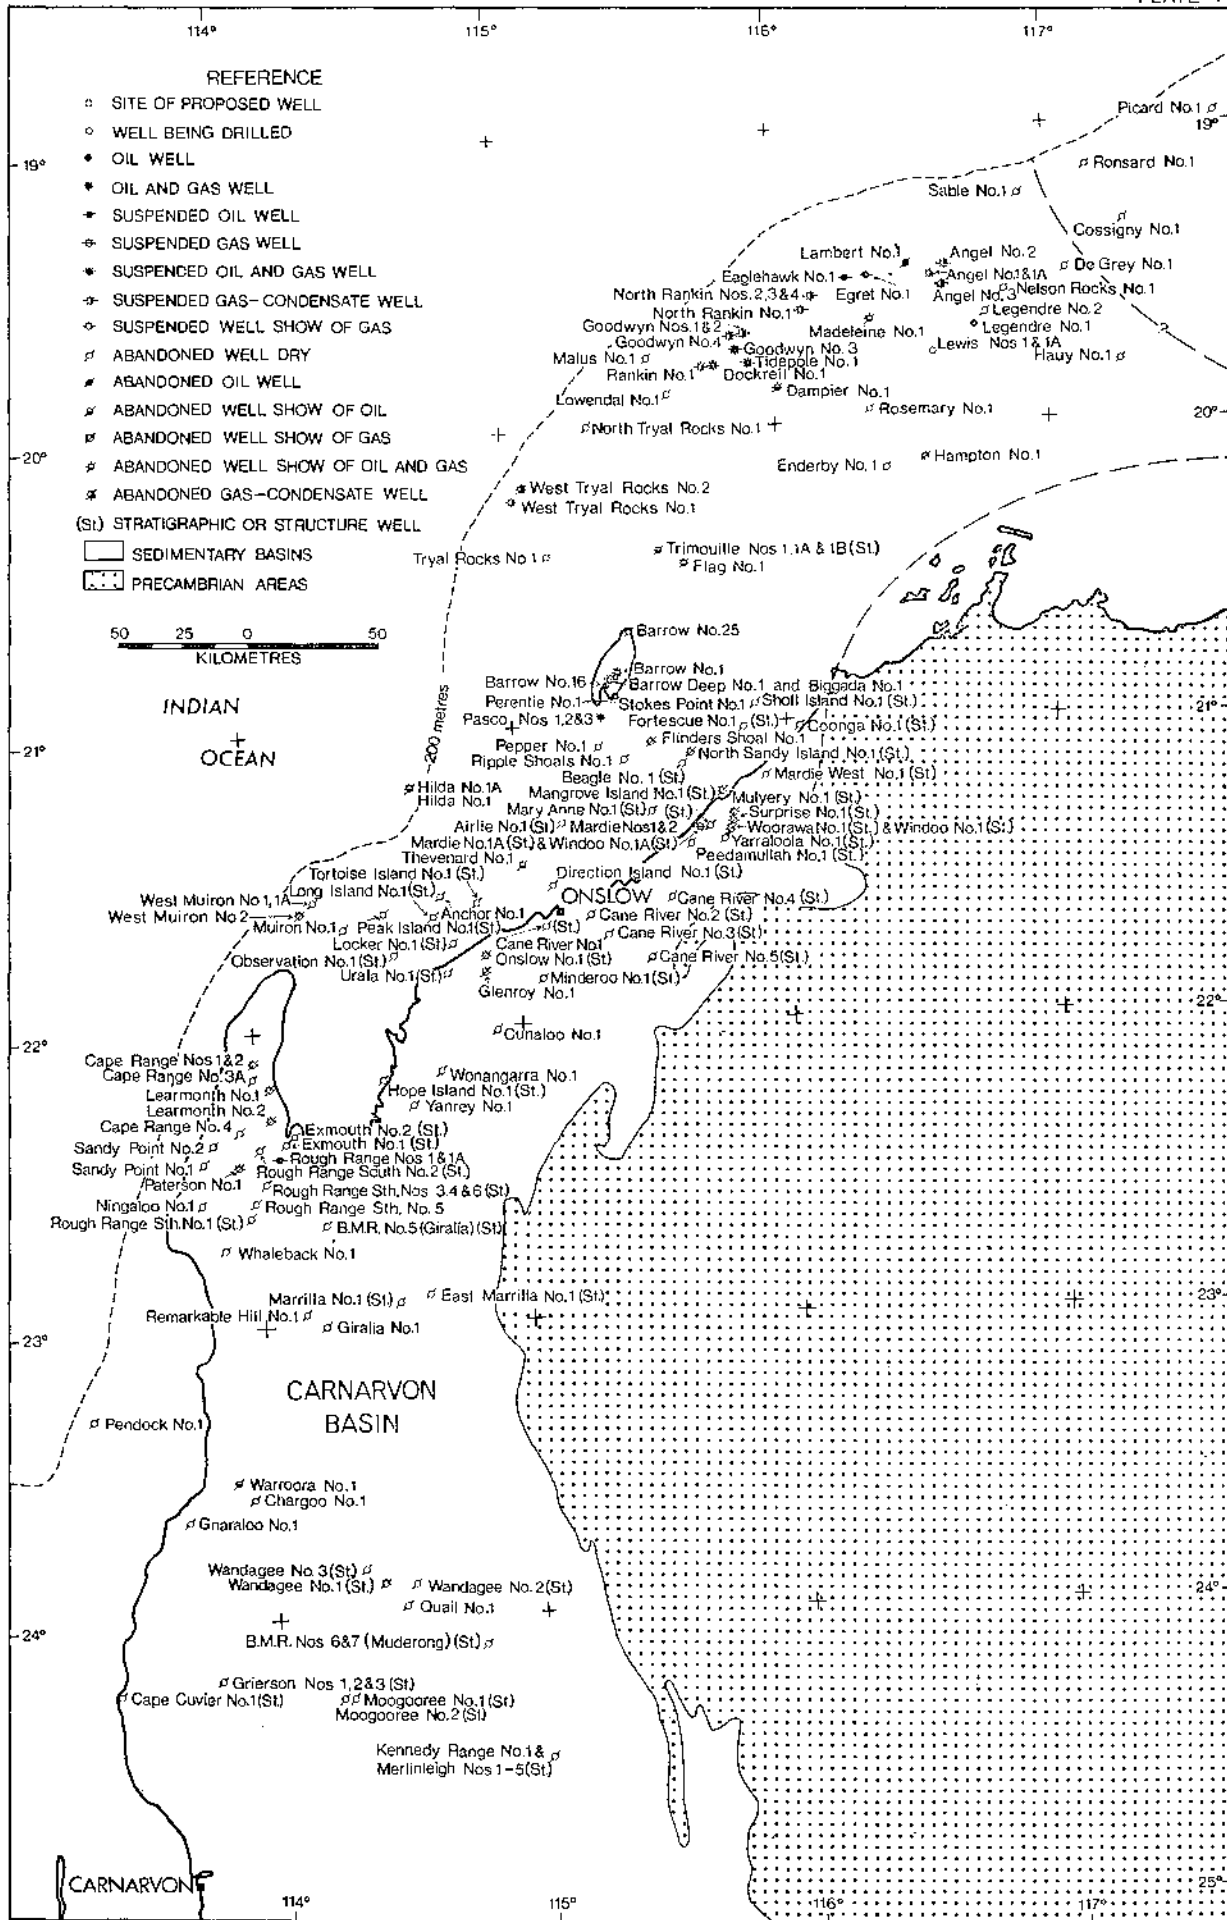 114°
115°
116°
117°
REFERENCE
SITE OF PROPOSED WELL
WELL BEING DRILLED
OIL WELL
OIL AND GAS WELL
SUSPENDED OIL WELL
SUSPENDED GAS WELL
SUSPENDED OIL AND GAS WELL
SUSPENDED GAS-CONDENSATE WELL
SUSPENDED WELL SHOW OF GAS
ABANDONED WELL DRY
ABANDONED OIL WELL
ABANDONED WELL SHOW OF OIL
ABANDONED WELL SHOW OF GAS
ABANDONED WELL SHOW OF OIL AND GAS
ABANDONED GAS-CONDENSATE WELL
(St.) STRATIGRAPHIC OR STRUCTURE WELL
SEDIMENTARY BASINS
PRECAMBRIAN AREAS
50 25 0 50
KILOMETRES
Picard No.1
19°
19°
Ronsard No.1
Sable No.1
Cossigny No.1
Lambert No.1
Angel No.2
De Grey No.1
Eaglehawk No.1
Angel No.1&1A
North Rankin Nos.2,3&4
Egret No.1
Angel No.3
Nelson Rocks No.1
North Rankin No.1
Legendre No.2
Goodwyn Nos.1&2
Madeleine No.1
Legendre No.1
?
Goodwyn No.4
Goodwyn No.3
Lewis Nos 1&1A
Malus No.1
Tidepole No.1
Hauy No.1
Rankin No.1
Dockrell No.1
Dampier No.1
Lowendal No.1
Rosemary No.1
20°
North Tryal Rocks No.1
20°
Enderby No.1
Hampton No.1
West Tryal Rocks No.2
West Tryal Rocks No.1
Tryal Rocks No.1
Trimouille Nos 1,1A & 1B(St.)
Flag No.1
Barrow No.25
Barrow No.1
Barrow No.16
Barrow Deep No.1 and Biggada No.1
Perentie No.1
Stokes Point No.1
Sholl Island No.1 (St.)
21°
INDIAN
OCEAN
200 metres
Pasco Nos 1,2&3
Fortescue No.1 (St.)
Coonga No.1 (St.)
Flinders Shoal No.1
21°
Pepper No.1
Ripple Shoals No.1
North Sandy Island No.1 (St.)
Beagle No.1 (St.)
Mardie West No.1 (St.)
Hilda No.1A
Hilda No.1
Mangrove Island No.1 (St.)
Mulyery No.1 (St.)
Mary Anne No.1 (St.)
(St.)
Surprise No.1 (St.)
Airlie No.1 (St.)
Mardie Nos1&2
Woorawa No.1 (St.) & Windoo No.1 (St.)
Mardie No.1A (St.) & Windoo No.1A (St.)
Yarraloola No.1 (St.)
Peedamullah No.1 (St.)
Thevenard No.1
Tortoise Island No.1 (St.)
Direction Island No.1 (St.)
Long Island No.1 (St.)
ONSLOW
Cane River No.4 (St.)
West Muiron No.1,1A
West Muiron No.2
Anchor No.1
Cane River No.2 (St.)
Muiron No.1
Peak Island No.1 (St.)
(St.)
Cane River No.3 (St.)
Locker No.1 (St.)
Cane River No.1
Observation No.1 (St.)
Onslow No.1 (St.)
Cane River No.5 (St.)
Urala No.1 (St.)
Minderoo No.1 (St.)
Glenroy No.1
22°
Cunaloo No.1
22°
Cape Range Nos 1&2
Cape Range No.3A
Wonangarra No.1
Learmonth No.1
Hope Island No.1 (St.)
Learmonth No.2
Yanrey No.1
Cape Range No.4
Exmouth No.2 (St.)
Sandy Point No.2
Exmouth No.1 (St.)
Rough Range Nos 1&1A
Sandy Point No.1
Rough Range South No.2 (St.)
Paterson No.1
Rough Range Sth. Nos 3.4&6 (St.)
Ningaloo No.1
Rough Range Sth. No.5
Rough Range Sth. No.1 (St.)
B.M.R. No.5 (Giralia) (St.)
Whaleback No.1
Marrilla No.1 (St.)
East Marrilla No.1 (St.)
23°
Remarkable Hill No.1
Giralia No.1
23°
CARNARVON
BASIN
Pendock No.1
Warroora No.1
Chargoo No.1
Gnaraloo No.1
Wandagee No.3 (St.)
Wandagee No.1 (St.)
Wandagee No.2 (St.)
24°
Quail No.1
24°
B.M.R. Nos 6&7 (Muderong) (St.)
Grierson Nos 1,2&3 (St.)
Cape Cuvier No.1 (St.)
Moogooree No.1 (St.)
Moogooree No.2 (St.)
Kennedy Range No.1 &
Merlinleigh Nos 1-5 (St.)
CARNARVON
25°
114°
115°
116°
117°